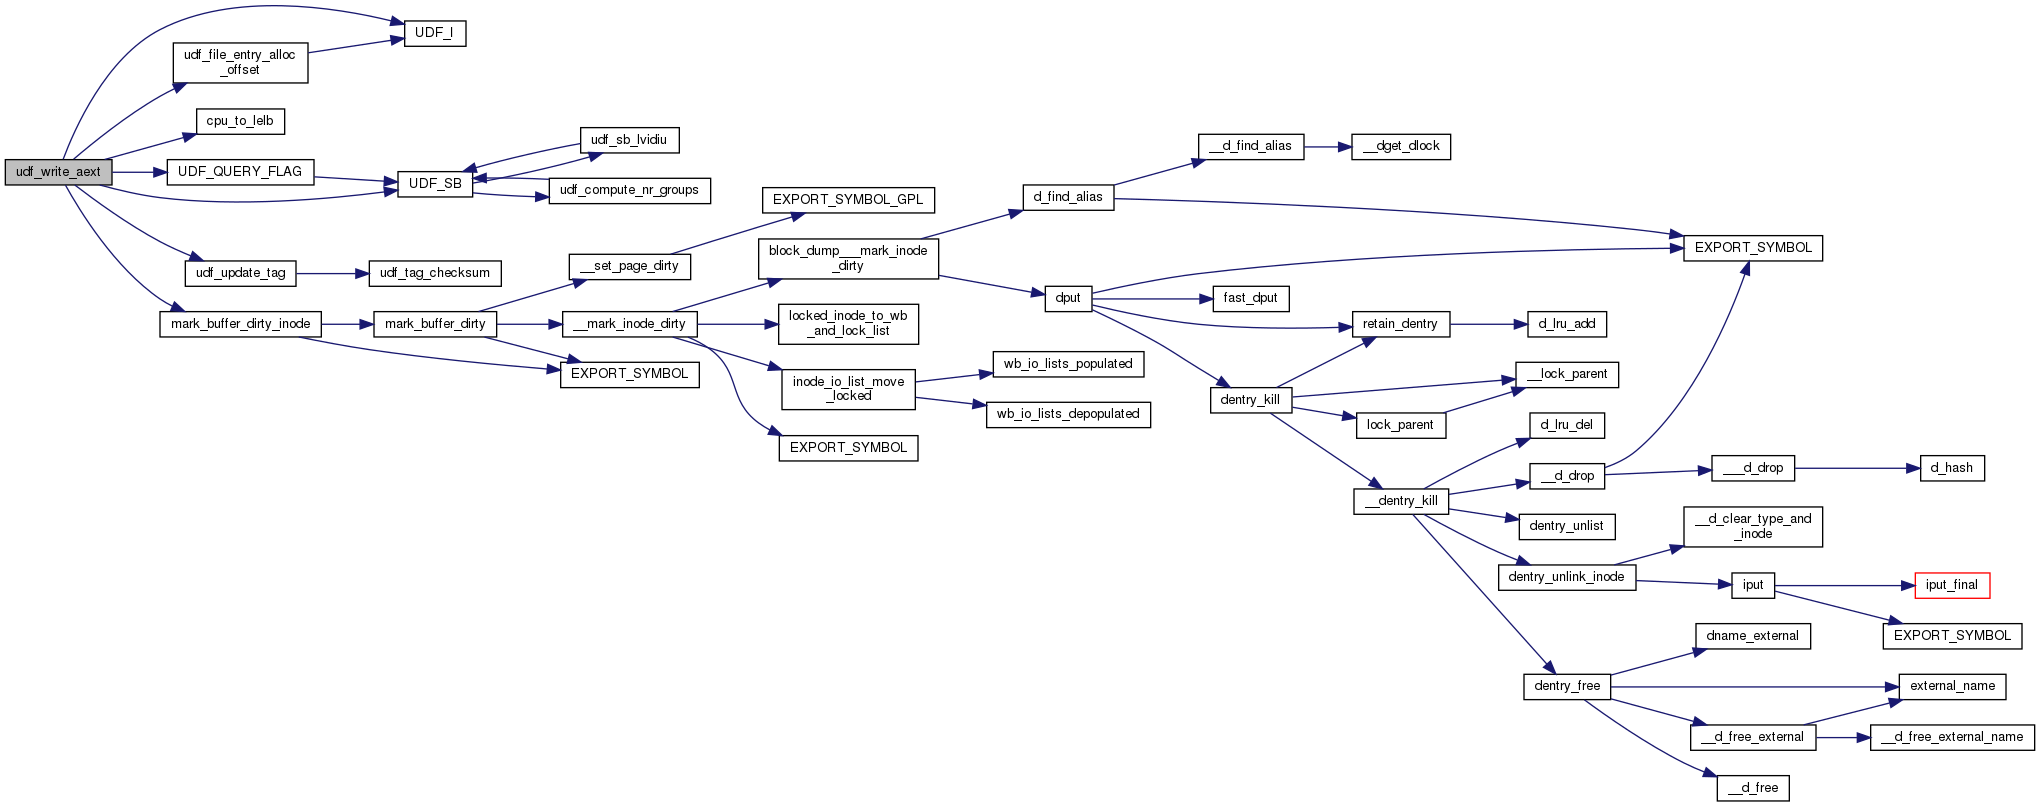 udf_write_aext
UDF_I
udf_file_entry_alloc
_offset
cpu_to_lelb
UDF_QUERY_FLAG
UDF_SB
udf_sb_lvidiu
udf_compute_nr_groups
udf_update_tag
udf_tag_checksum
mark_buffer_dirty_inode
mark_buffer_dirty
EXPORT_SYMBOL
__set_page_dirty
EXPORT_SYMBOL_GPL
__mark_inode_dirty
block_dump___mark_inode
_dirty
locked_inode_to_wb
_and_lock_list
inode_io_list_move
_locked
EXPORT_SYMBOL
wb_io_lists_populated
wb_io_lists_depopulated
d_find_alias
__d_find_alias
__dget_dlock
EXPORT_SYMBOL
dput
fast_dput
retain_dentry
d_lru_add
dentry_kill
__lock_parent
lock_parent
__dentry_kill
d_lru_del
__d_drop
___d_drop
d_hash
dentry_unlist
dentry_unlink_inode
__d_clear_type_and
_inode
iput
iput_final
EXPORT_SYMBOL
dentry_free
dname_external
external_name
__d_free_external
__d_free_external_name
__d_free